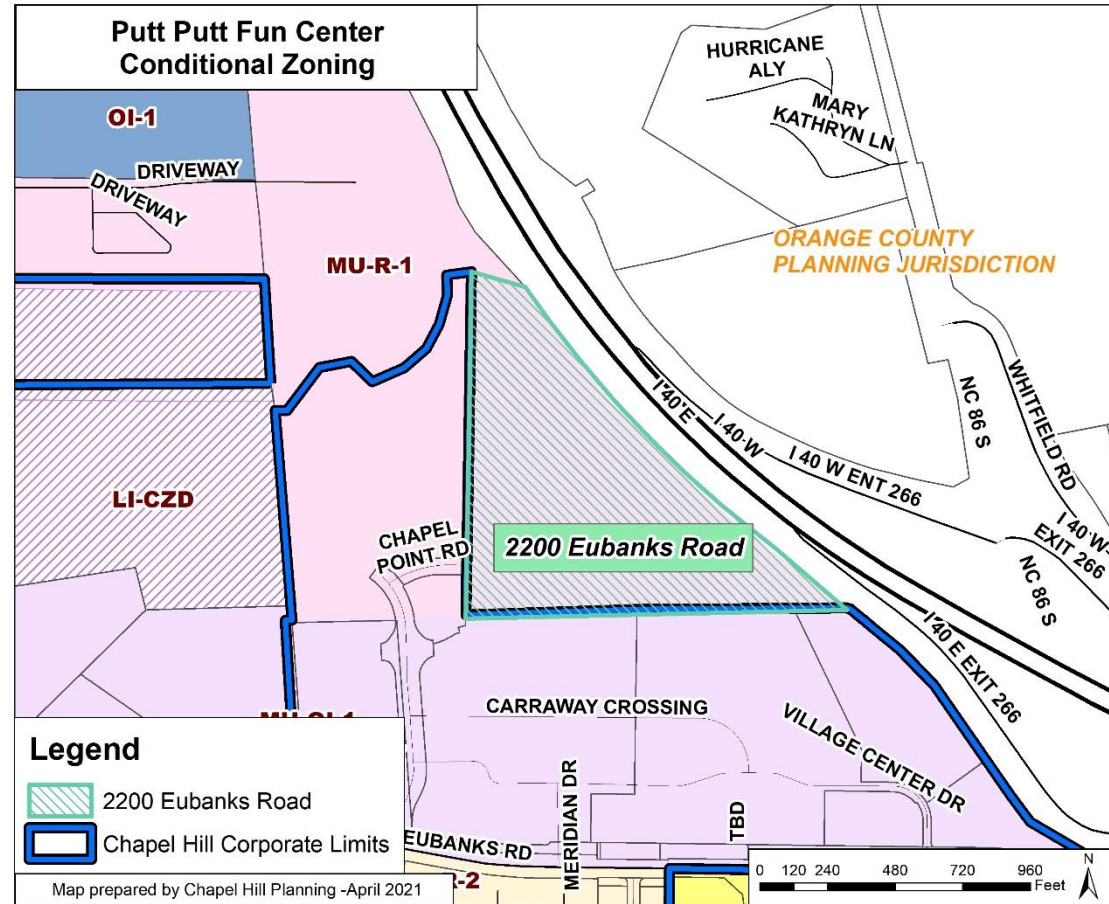 Putt Putt Fun Center
Conditional Zoning
HURRICANE
ALY
MARY
KATHRYN LN
OI-1
DRIVEWAY
DRIVEWAY
MU-R-1
ORANGE COUNTY
PLANNING JURISDICTION
WHITFIELD RD
NC 86 S
I 40 E
I 40 W
I 40 W ENT 266
I 40 W
EXIT 266
NC 86 S
LI-CZD
CHAPEL
POINT RD
2200 Eubanks Road
I 40 E EXIT 266
CARRAWAY CROSSING
VILLAGE CENTER DR
MERIDIAN DR
TBD
EUBANKS RD
Legend
2200 Eubanks Road
Chapel Hill Corporate Limits
Map prepared by Chapel Hill Planning -April 2021
R-2
0 120 240 480 720 960
Feet
N